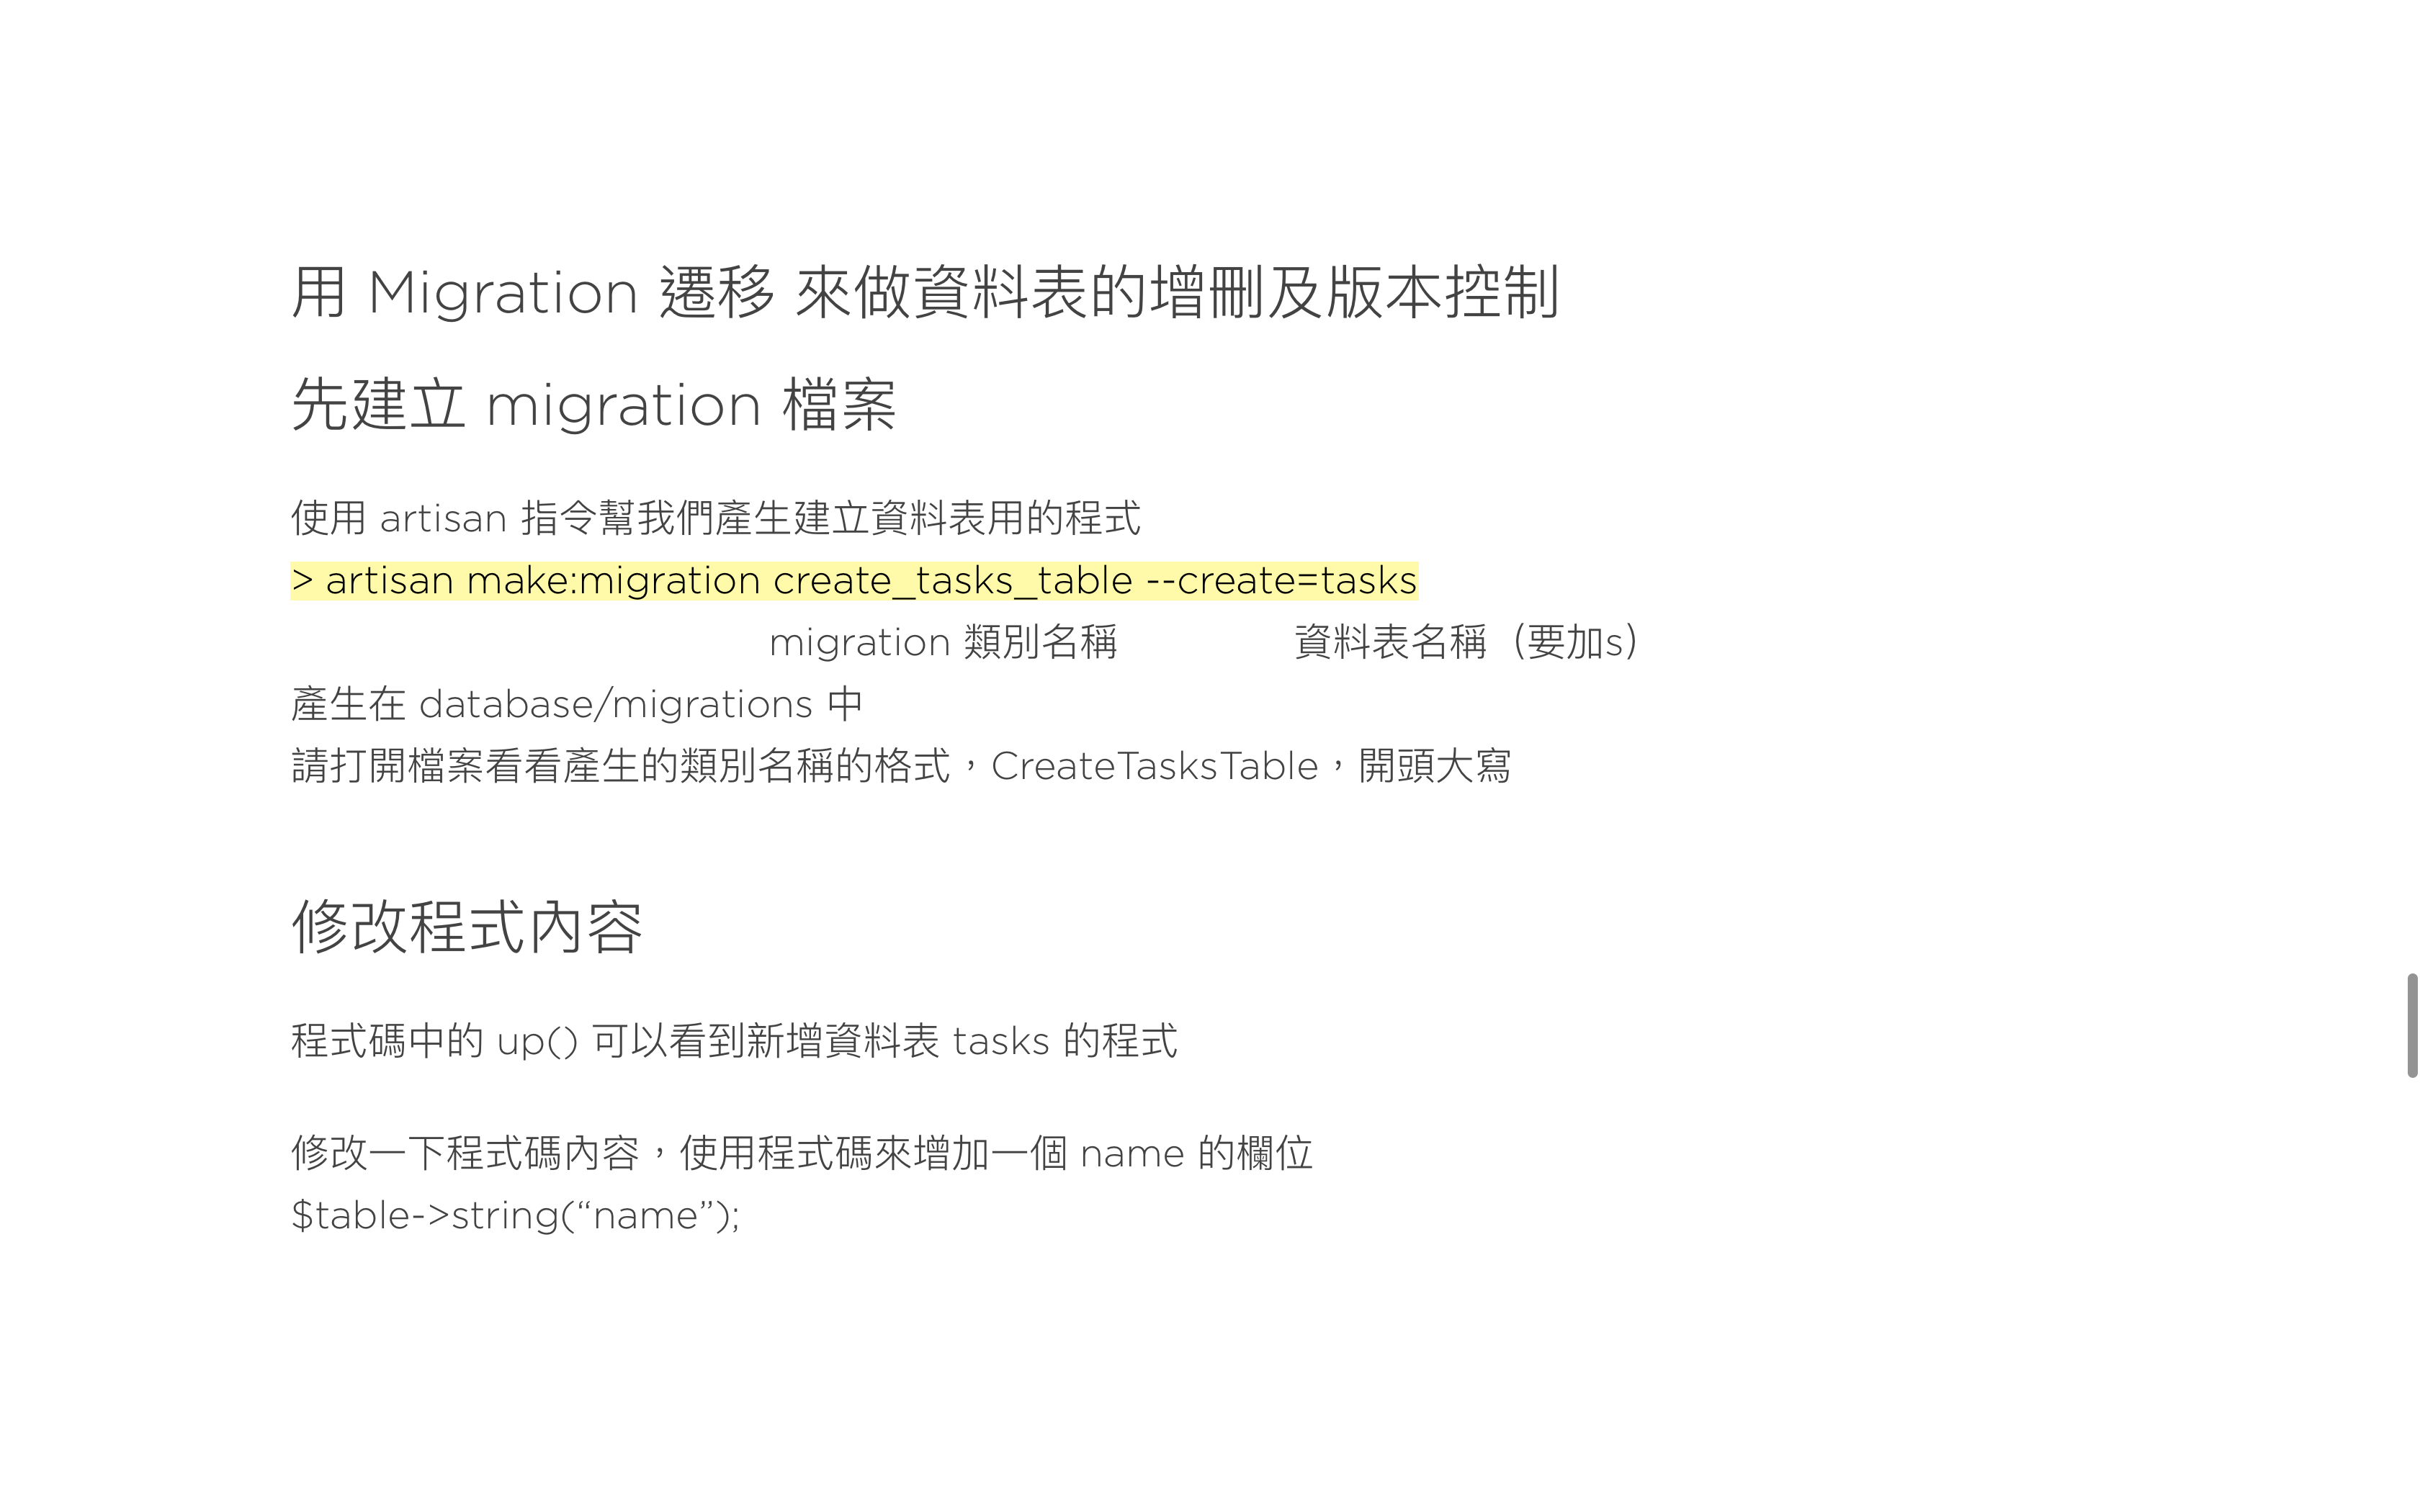 用 Migration 遷移 來做資料表的增刪及版本控制
先建立 migration 檔案
使用 artisan 指令幫我們產生建立資料表用的程式
> artisan make:migration create_tasks_table --create=tasks
migration 類別名稱 資料表名稱（要加s）
產生在 database/migrations 中
請打開檔案看看產生的類別名稱的格式，CreateTasksTable，開頭大寫
修改程式內容
程式碼中的 up() 可以看到新增資料表 tasks 的程式
修改一下程式碼內容，使用程式碼來增加一個 name 的欄位
$table->string(“name”);